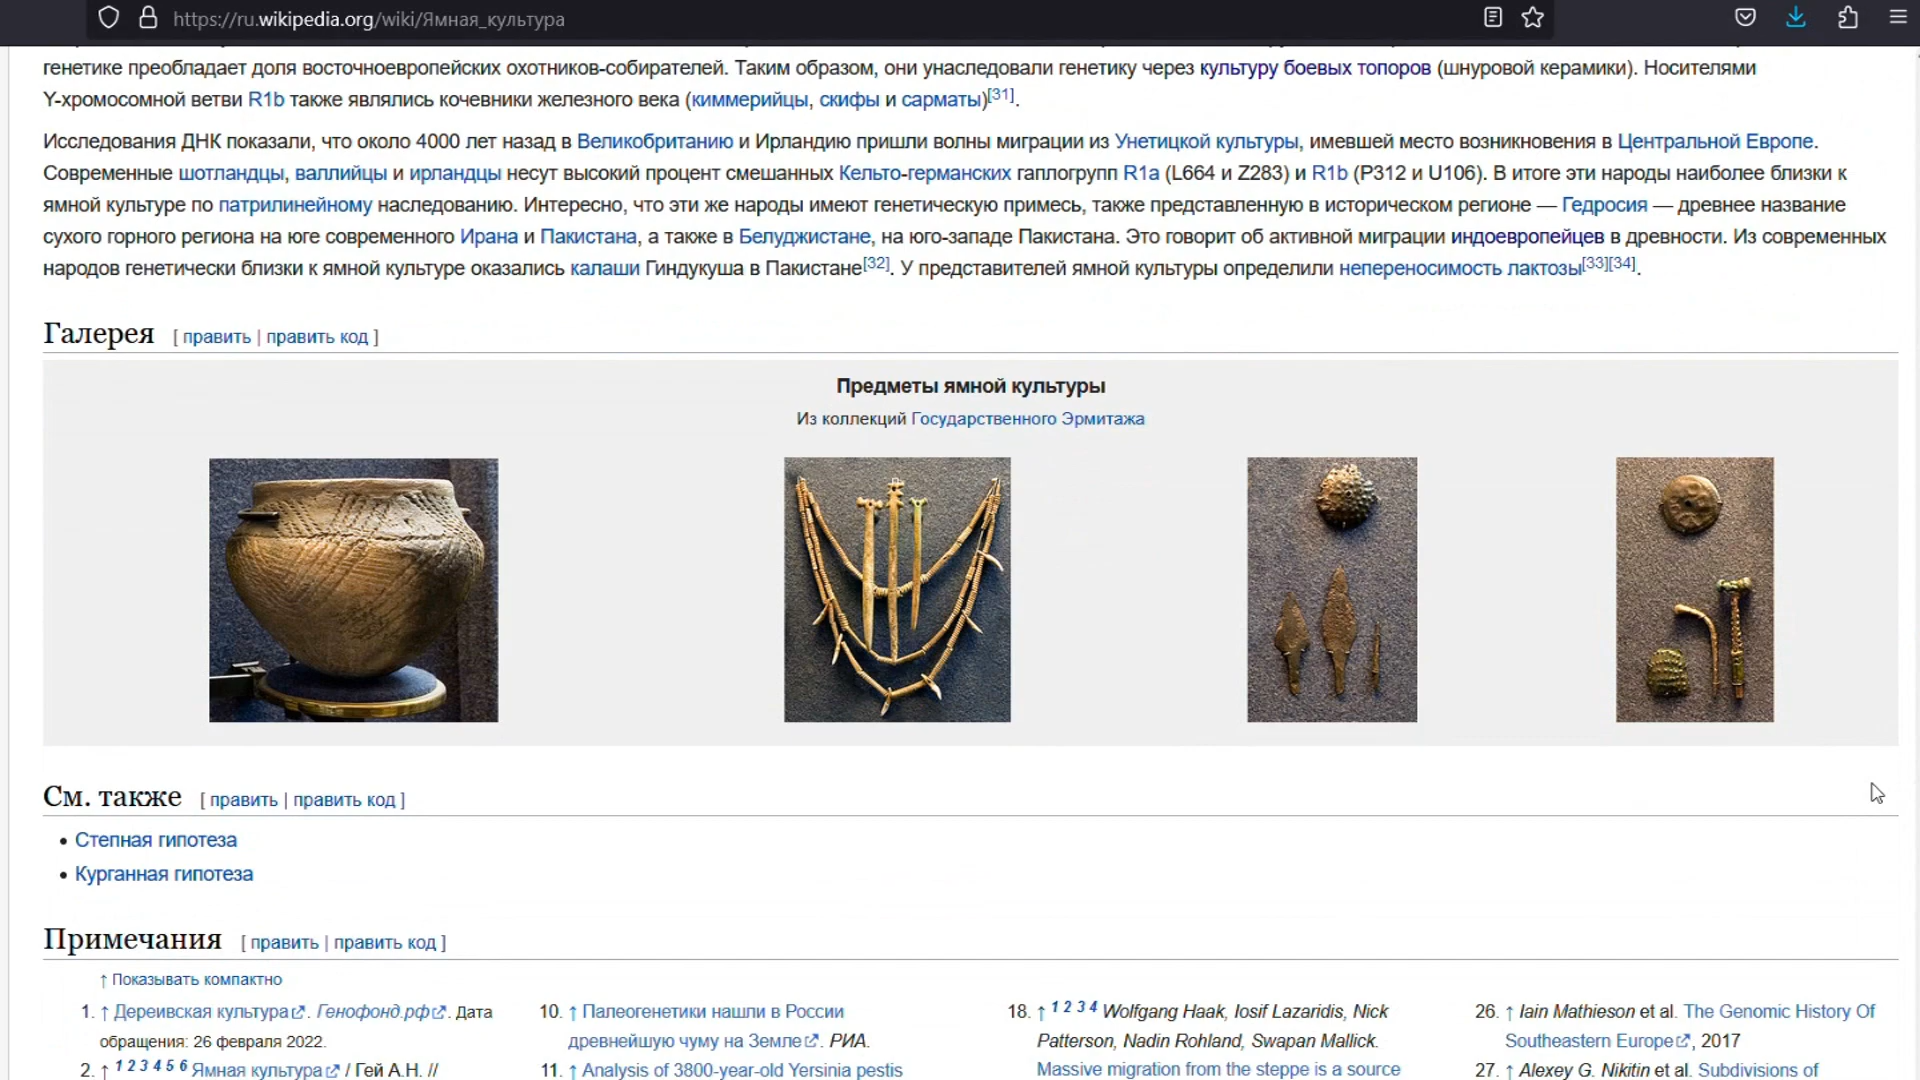 https://ru.wikipedia.org/wiki/Ямная_культура
генетике преобладает доля восточноевропейских охотников-собирателей. Таким образом, они унаследовали генетику через культуру боевых топоров (шнуровой керамики). Носителями
Y-хромосомной ветви R1b также являлись кочевники железного века (киммерийцы, скифы и сарматы)[31].
Исследования ДНК показали, что около 4000 лет назад в Великобританию и Ирландию пришли волны миграции из Унетицкой культуры, имевшей место возникновения в Центральной Европе.
Современные шотландцы, валлийцы и ирландцы несут высокий процент смешанных Кельто-германских гаплогрупп R1a (L664 и Z283) и R1b (P312 и U106). В итоге эти народы наиболее близки к
ямной культуре по патрилинейному наследованию. Интересно, что эти же народы имеют генетическую примесь, также представленную в историческом регионе — Гедросия — древнее название
сухого горного региона на юге современного Ирана и Пакистана, а также в Белуджистане, на юго-западе Пакистана. Это говорит об активной миграции индоевропейцев в древности. Из современных
народов генетически близки к ямной культуре оказались калаши Гиндукуша в Пакистане[32]. У представителей ямной культуры определили непереносимость лактозы[33][34].
Галерея [ править | править код ]
Предметы ямной культуры
Из коллекций Государственного Эрмитажа
См. также [ править | править код ]
• Степная гипотеза
• Курганная гипотеза
Примечания [ править | править код ]
↑ Показывать компактно
1. ↑ Дереивская культура. Генофонд.рф. Дата
обращения: 26 февраля 2022.
2. ↑ 1 2 3 4 5 6 Ямная культура / Гей А.Н. //
10. ↑ Палеогенетики нашли в России
древнейшую чуму на Земле. РИА.
11. ↑ Analysis of 3800-year-old Yersinia pestis
18. ↑ 1 2 3 4 Wolfgang Haak, Iosif Lazaridis, Nick
Patterson, Nadin Rohland, Swapan Mallick.
Massive migration from the steppe is a source
26. ↑ Iain Mathieson et al. The Genomic History Of
Southeastern Europe, 2017
27. ↑ Alexey G. Nikitin et al. Subdivisions of